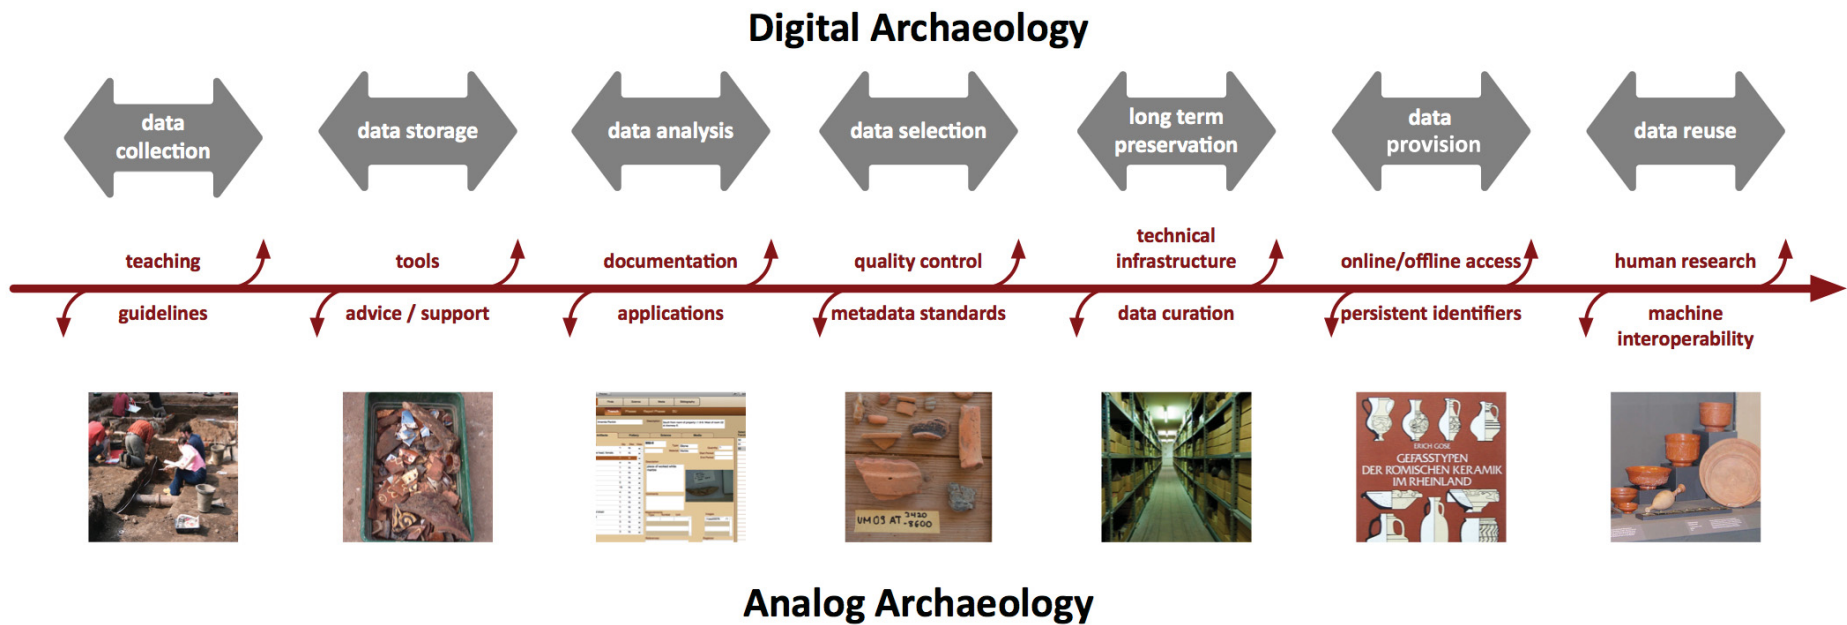 Digital Archaeology
data
collection
data storage
data analysis
data selection
long term
preservation
data
provision
data reuse
teaching
tools
documentation
quality control
technical
infrastructure
online/offline access
human research
guidelines
advice / support
applications
metadata standards
data curation
persistent identifiers
machine
interoperability
UM 09 AT 3420
-8600
ERICH GOSE
GEFÄSSTYPEN
DER RÖMISCHEN KERAMIK
IM RHEINLAND
Analog Archaeology